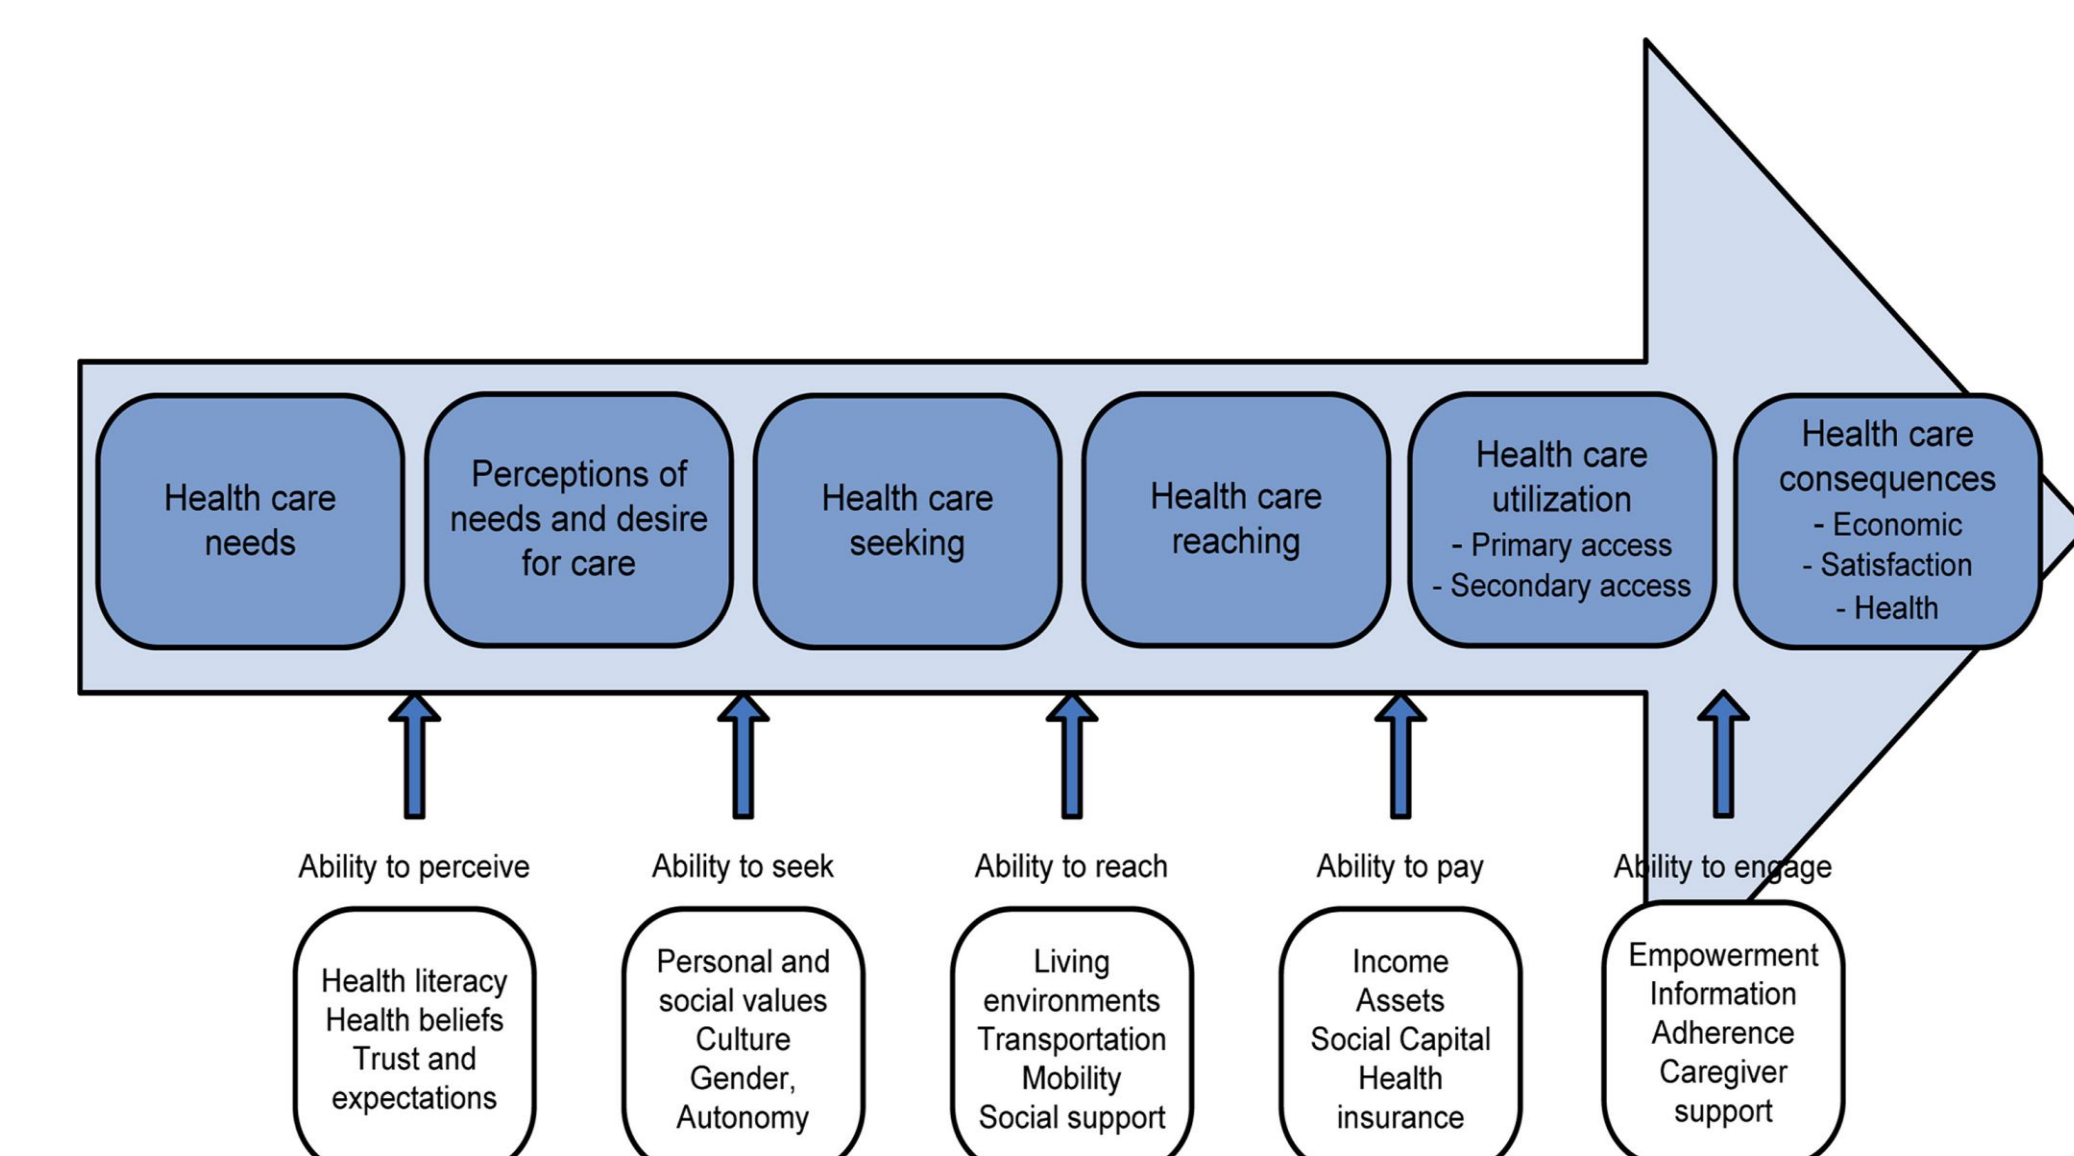 Health care
needs
Perceptions of
needs and desire
for care
Health care
seeking
Health care
reaching
Health care
utilization
- Primary access
- Secondary access
Health care
consequences
- Economic
- Satisfaction
- Health
Ability to perceive
Ability to seek
Ability to reach
Ability to pay
Ability to engage
Health literacy
Health beliefs
Trust and
expectations
Personal and
social values
Culture
Gender,
Autonomy
Living
environments
Transportation
Mobility
Social support
Income
Assets
Social Capital
Health
insurance
Empowerment
Information
Adherence
Caregiver
support